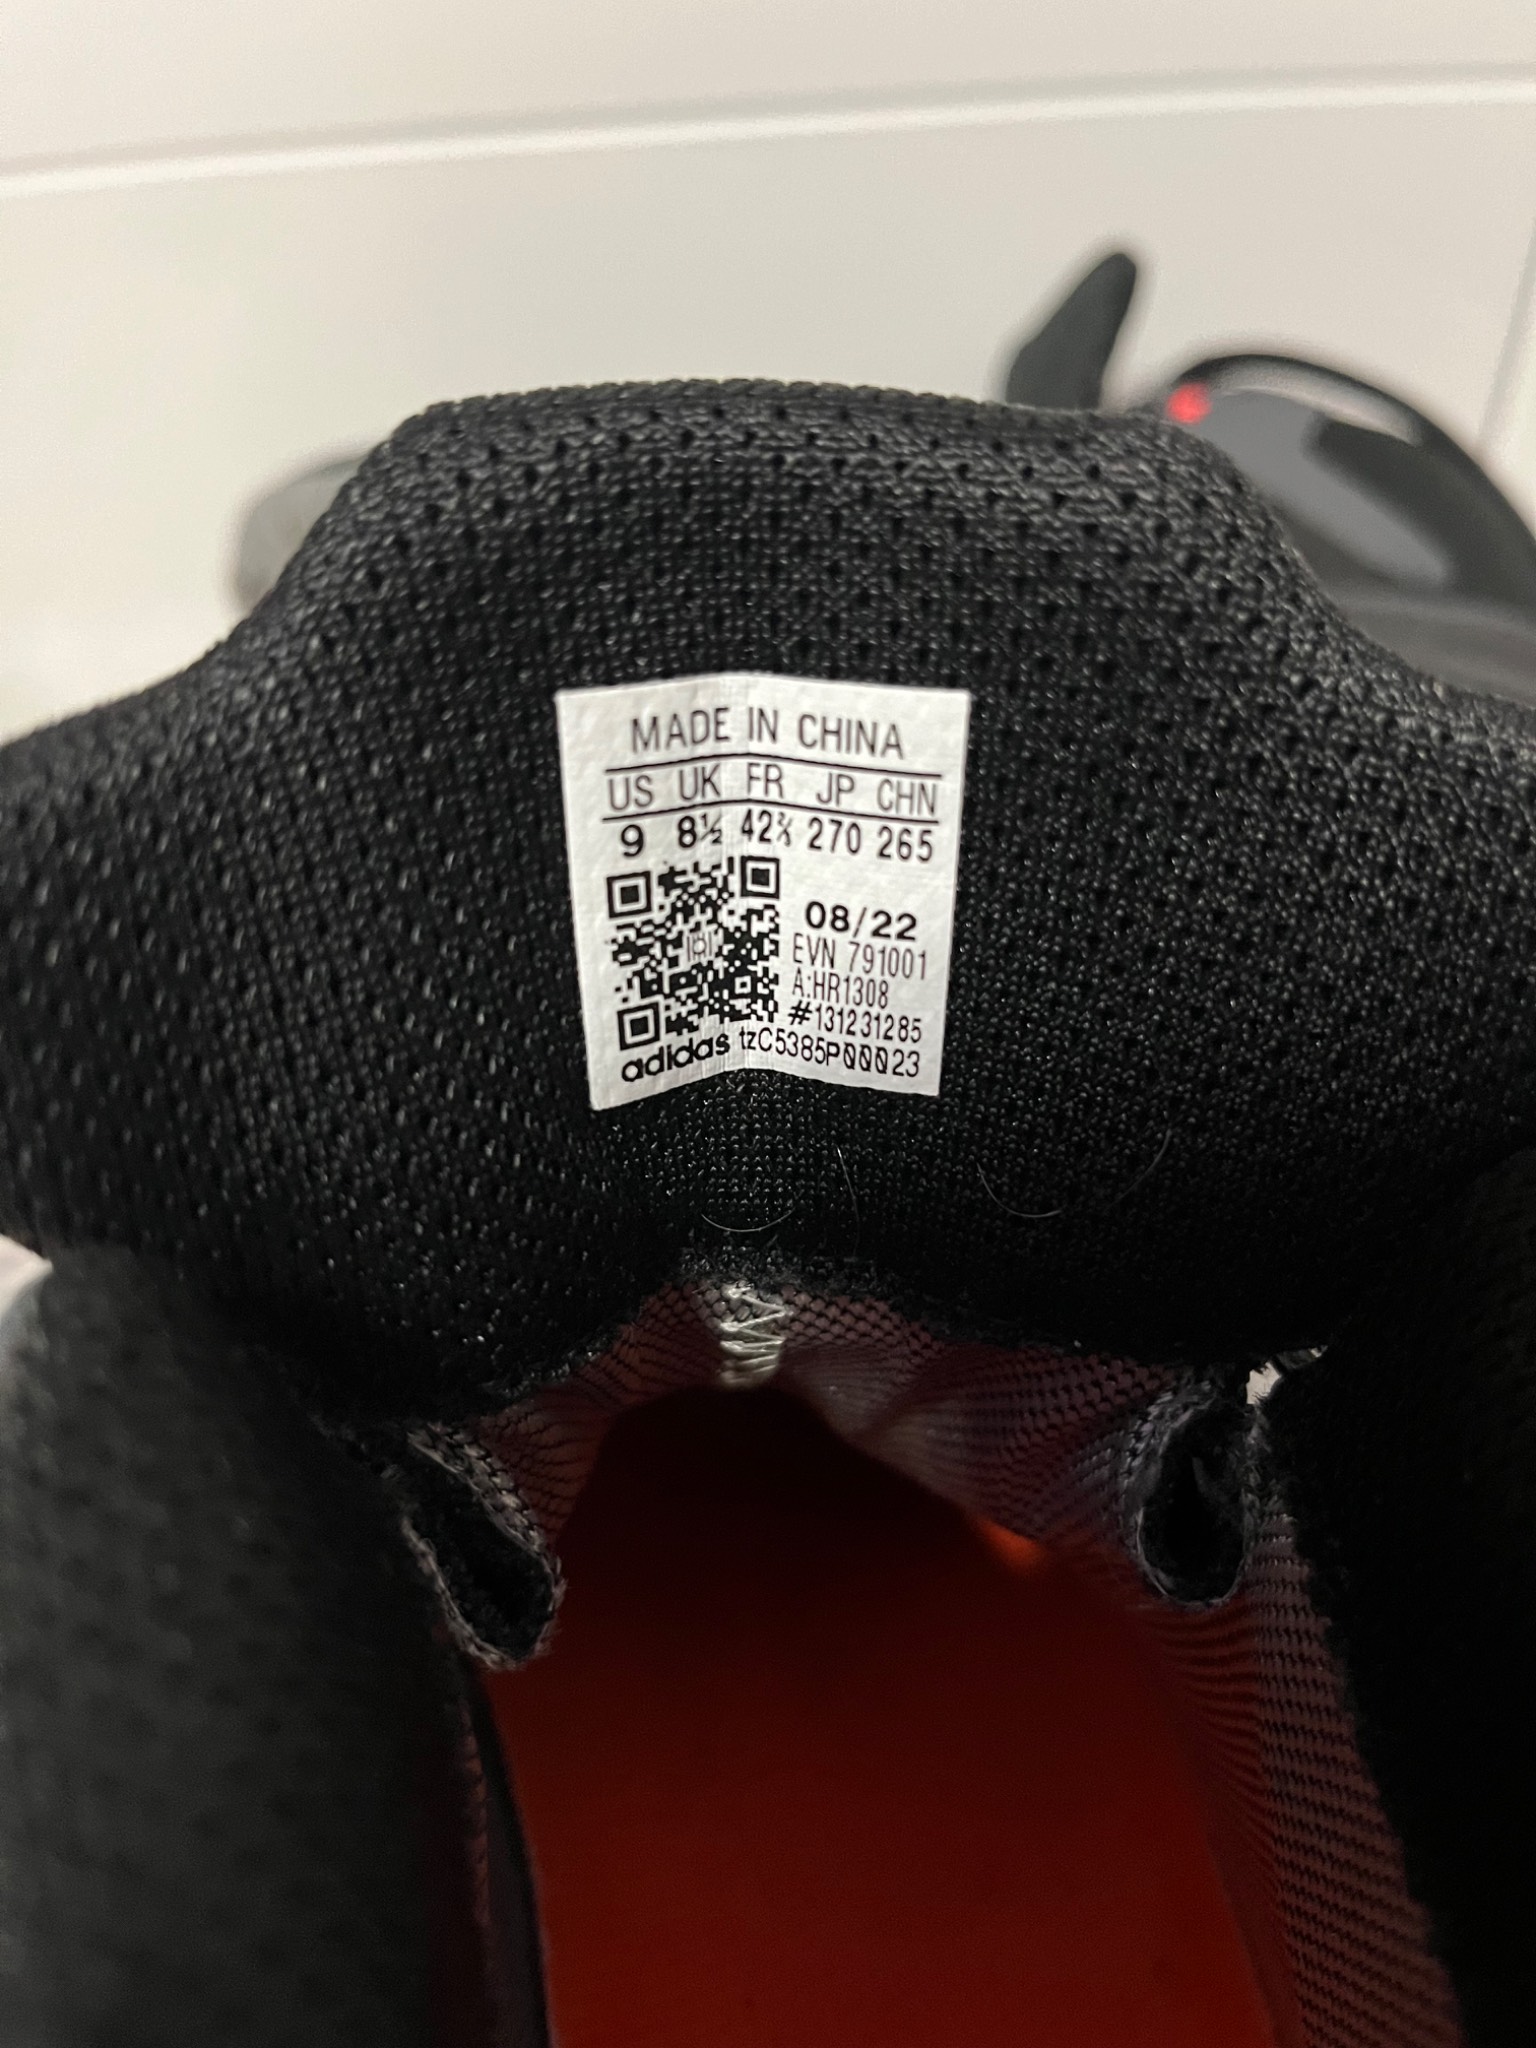 MADE IN CHINA
US UK FR JP CHN
9 8½ 42⅔ 270 265
08/22
EVN 791001
A:HR1308
#131231285
adidas tzC5385P00023